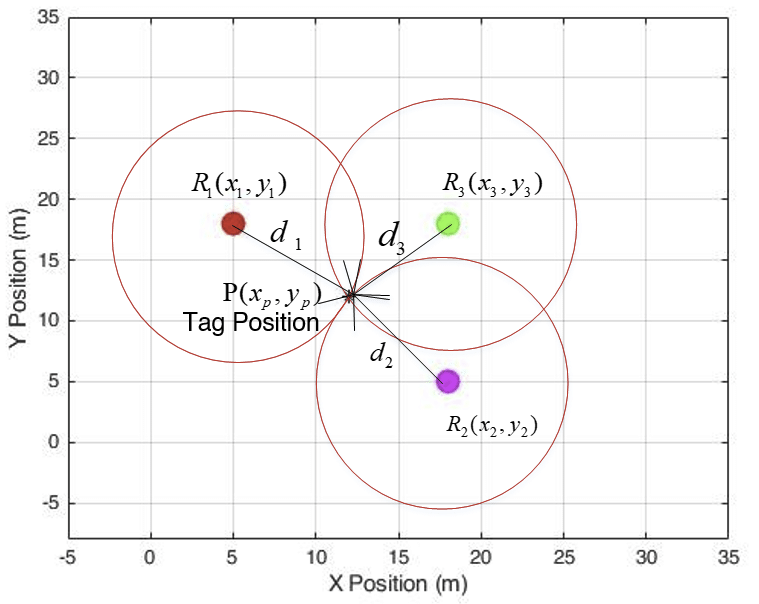 35
30
25
20
15
10
5
0
-5
Y Position (m)
R₁(x₁, y₁)
R₃(x₃, y₃)
d ₁
d₃
P(xₚ, yₚ)
Tag Position
d₂
R₂(x₂, y₂)
-5 0 5 10 15 20 25 30 35
X Position (m)